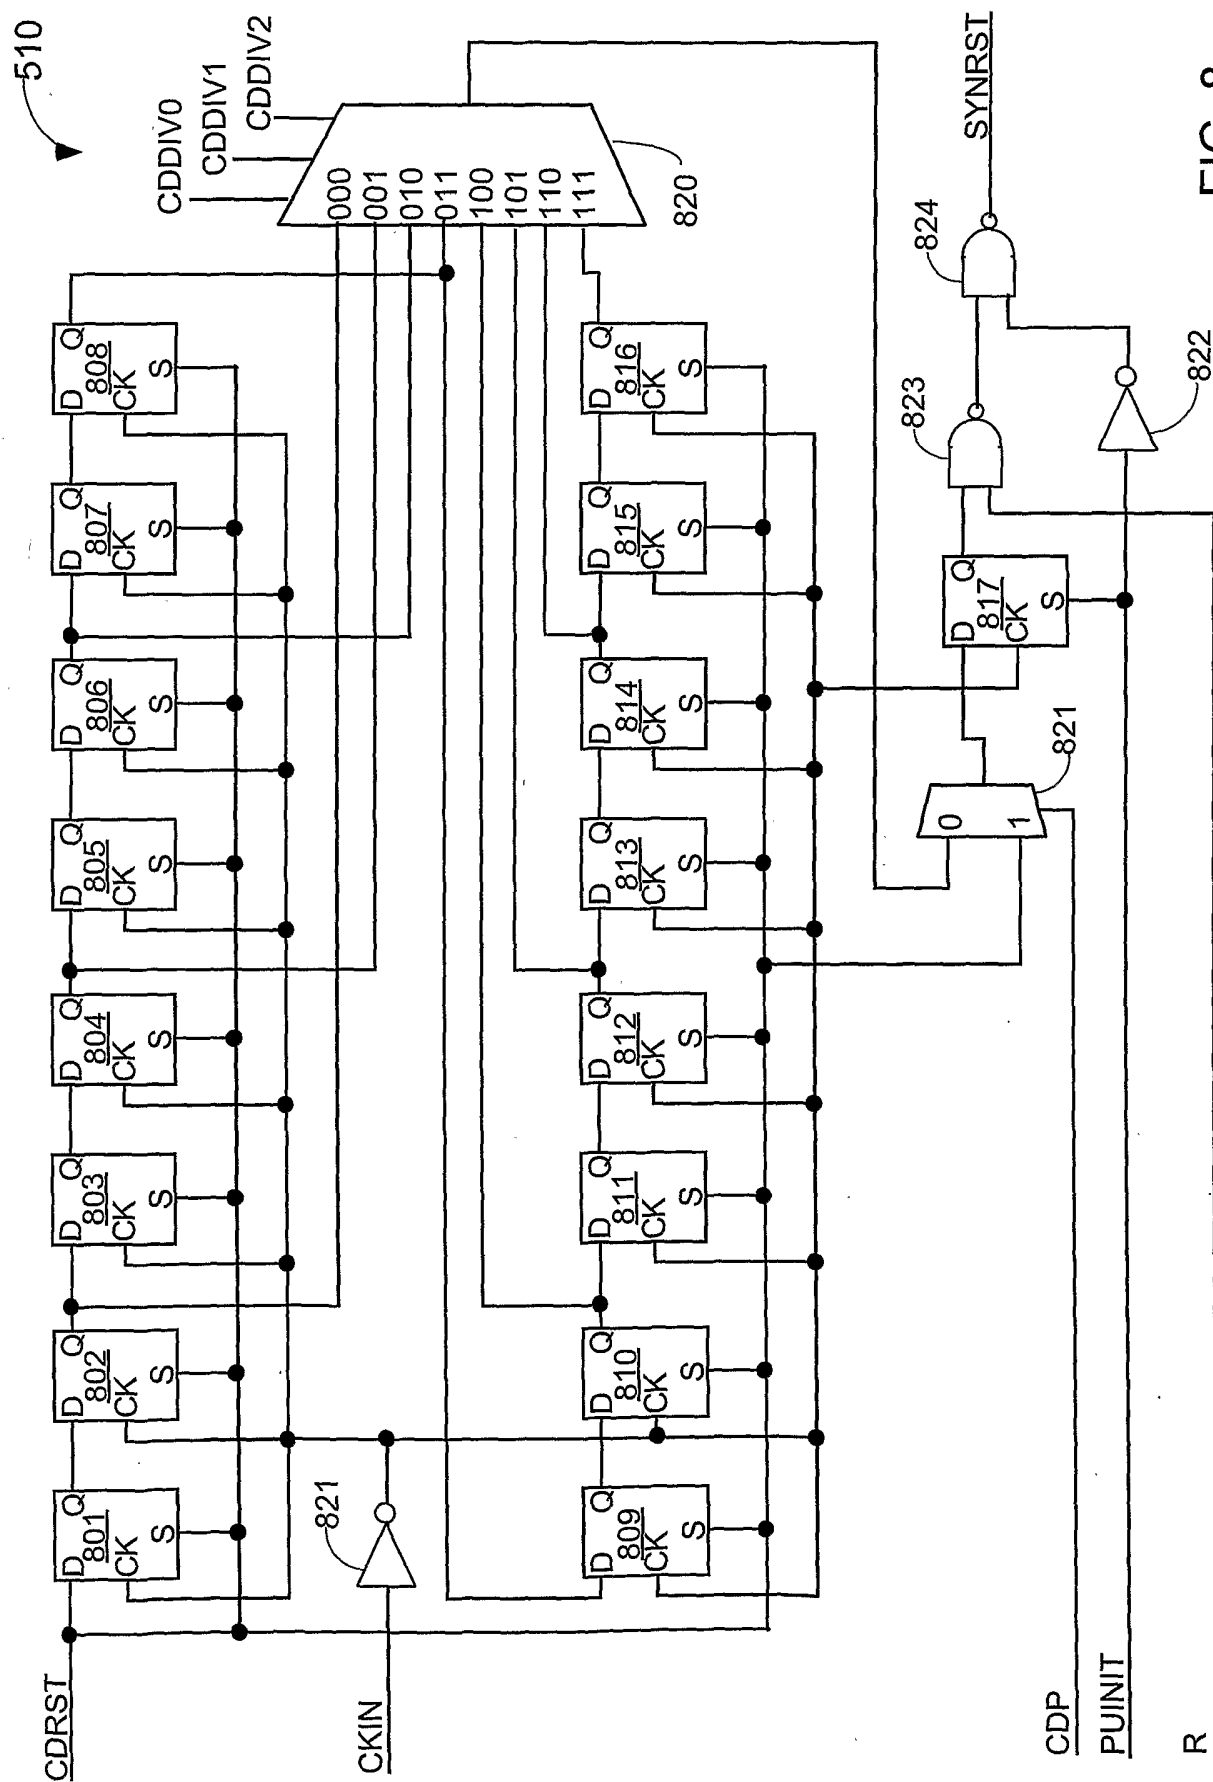 510
CDDIV0
CDDIV1
CDDIV2
D Q 801 CK S
D Q 802 CK S
D Q 803 CK S
D Q 804 CK S
D Q 805 CK S
D Q 806 CK S
D Q 807 CK S
D Q 808 CK S
000
001
010
011
100
101
110
111
820
CDRST
CKIN
821
D Q 809 CK S
D Q 810 CK S
D Q 811 CK S
D Q 812 CK S
D Q 813 CK S
D Q 814 CK S
D Q 815 CK S
D Q 816 CK S
0
1
821
D Q 817 CK S
823
824
SYNRST
822
CDP
PUINIT
R